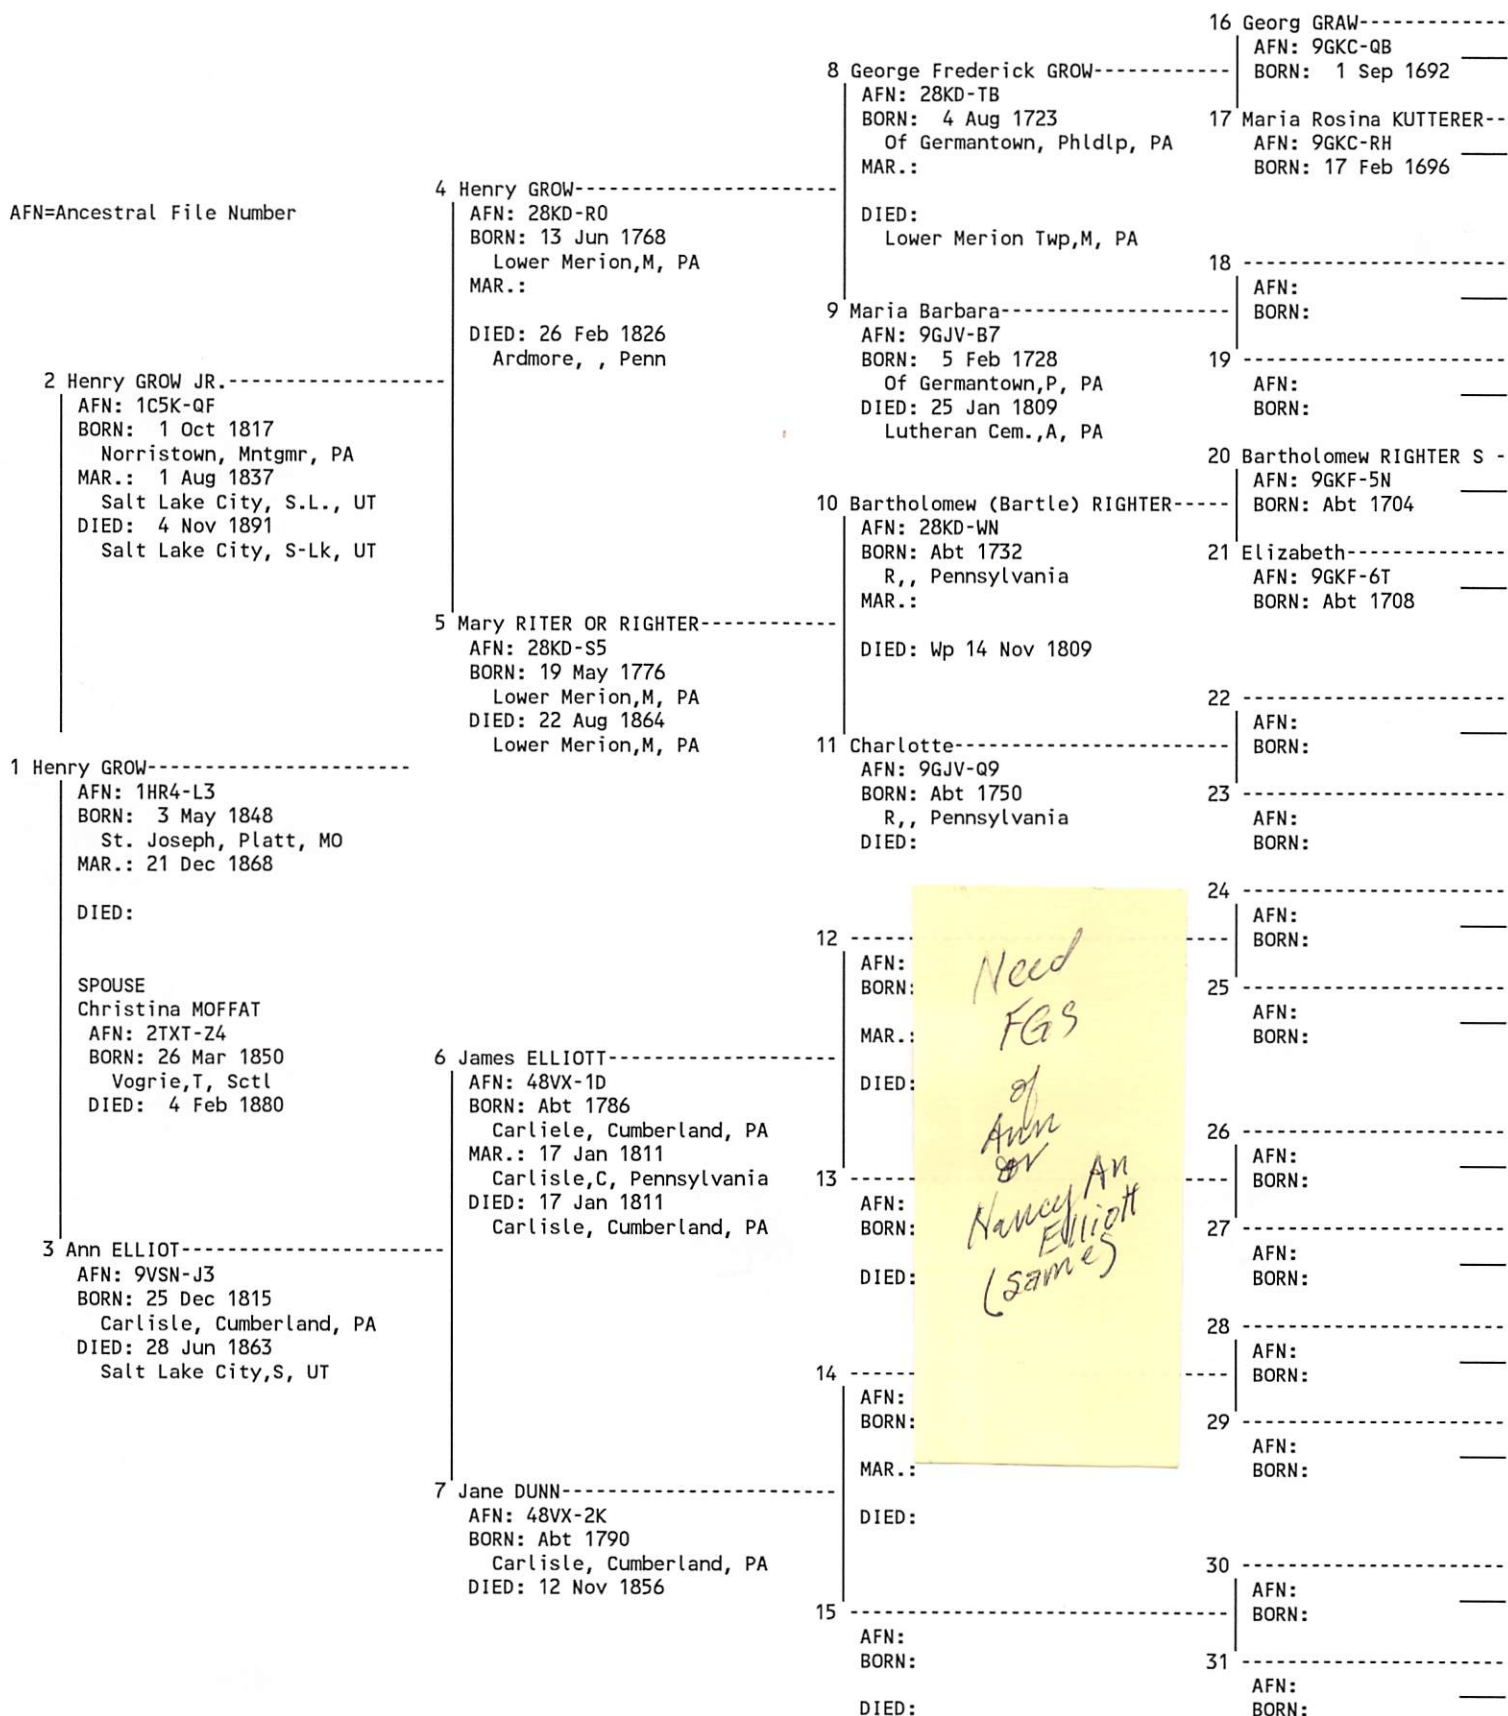 AFN=Ancestral File Number
1 Henry GROW----------------------
AFN: 1HR4-L3
BORN:  3 May 1848
St. Joseph, Platt, MO
MAR.: 21 Dec 1868
DIED:
SPOUSE
Christina MOFFAT
AFN: 2TXT-Z4
BORN: 26 Mar 1850
Vogrie,T, Sctl
DIED:  4 Feb 1880
2 Henry GROW JR.------------------
AFN: 1C5K-QF
BORN:  1 Oct 1817
Norristown, Mntgmr, PA
MAR.:  1 Aug 1837
Salt Lake City, S.L., UT
DIED:  4 Nov 1891
Salt Lake City, S-Lk, UT
3 Ann ELLIOT----------------------
AFN: 9VSN-J3
BORN: 25 Dec 1815
Carlisle, Cumberland, PA
DIED: 28 Jun 1863
Salt Lake City,S, UT
4 Henry GROW----------------------
AFN: 28KD-R0
BORN: 13 Jun 1768
Lower Merion,M, PA
MAR.:
DIED: 26 Feb 1826
Ardmore, , Penn
5 Mary RITER OR RIGHTER-----------
AFN: 28KD-S5
BORN: 19 May 1776
Lower Merion,M, PA
DIED: 22 Aug 1864
Lower Merion,M, PA
6 James ELLIOTT-------------------
AFN: 48VX-1D
BORN: Abt 1786
Carliele, Cumberland, PA
MAR.: 17 Jan 1811
Carlisle,C, Pennsylvania
DIED: 17 Jan 1811
Carlisle, Cumberland, PA
7 Jane DUNN-----------------------
AFN: 48VX-2K
BORN: Abt 1790
Carlisle, Cumberland, PA
DIED: 12 Nov 1856
8 George Frederick GROW-----------
AFN: 28KD-TB
BORN:  4 Aug 1723
Of Germantown, Phldlp, PA
MAR.:
DIED:
Lower Merion Twp,M, PA
9 Maria Barbara-------------------
AFN: 9GJV-B7
BORN:  5 Feb 1728
Of Germantown,P, PA
DIED: 25 Jan 1809
Lutheran Cem.,A, PA
10 Bartholomew (Bartle) RIGHTER-----
AFN: 28KD-WN
BORN: Abt 1732
R,, Pennsylvania
MAR.:
DIED: Wp 14 Nov 1809
11 Charlotte-----------------------
AFN: 9GJV-Q9
BORN: Abt 1750
R,, Pennsylvania
DIED:
12 --------------------------------
AFN:
BORN:
MAR.:
DIED:
13 --------------------------------
AFN:
BORN:
DIED:
14 --------------------------------
AFN:
BORN:
MAR.:
DIED:
15 --------------------------------
AFN:
BORN:
DIED:
Need
FGS
of
Ann
or
Nancy An
Elliott
(same)
16 Georg GRAW-------------
AFN: 9GKC-QB
BORN:  1 Sep 1692
17 Maria Rosina KUTTERER--
AFN: 9GKC-RH
BORN: 17 Feb 1696
18 -----------------------
AFN:
BORN:
19 -----------------------
AFN:
BORN:
20 Bartholomew RIGHTER S -
AFN: 9GKF-5N
BORN: Abt 1704
21 Elizabeth--------------
AFN: 9GKF-6T
BORN: Abt 1708
22 -----------------------
AFN:
BORN:
23 -----------------------
AFN:
BORN:
24 -----------------------
AFN:
BORN:
25 -----------------------
AFN:
BORN:
26 -----------------------
AFN:
BORN:
27 -----------------------
AFN:
BORN:
28 -----------------------
AFN:
BORN:
29 -----------------------
AFN:
BORN:
30 -----------------------
AFN:
BORN:
31 -----------------------
AFN:
BORN: